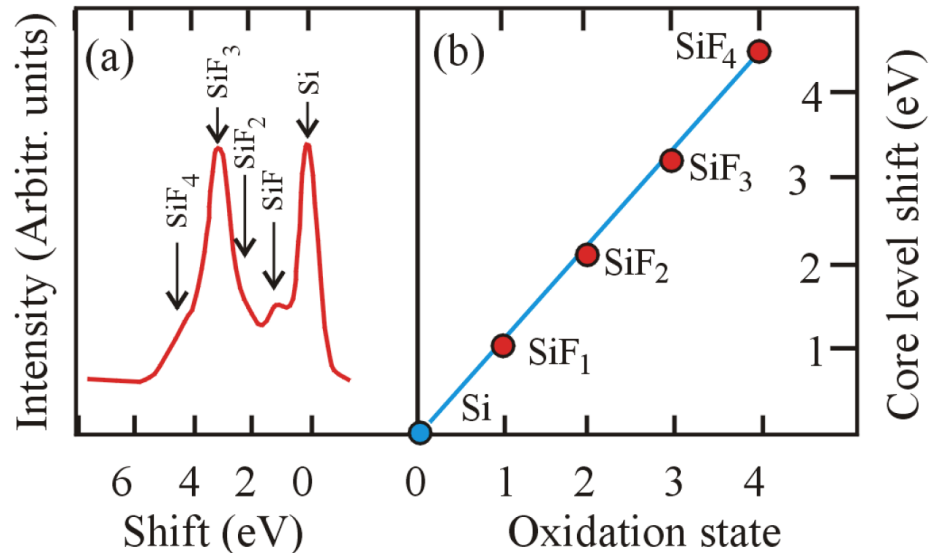 Intensity (Arbitr. units)
(a)
SiF4
SiF3
SiF2
SiF
Si
6 4 2 0
Shift (eV)
(b)
SiF4
SiF3
SiF2
SiF1
Si
0 1 2 3 4
Oxidation state
4
3
2
1
Core level shift (eV)